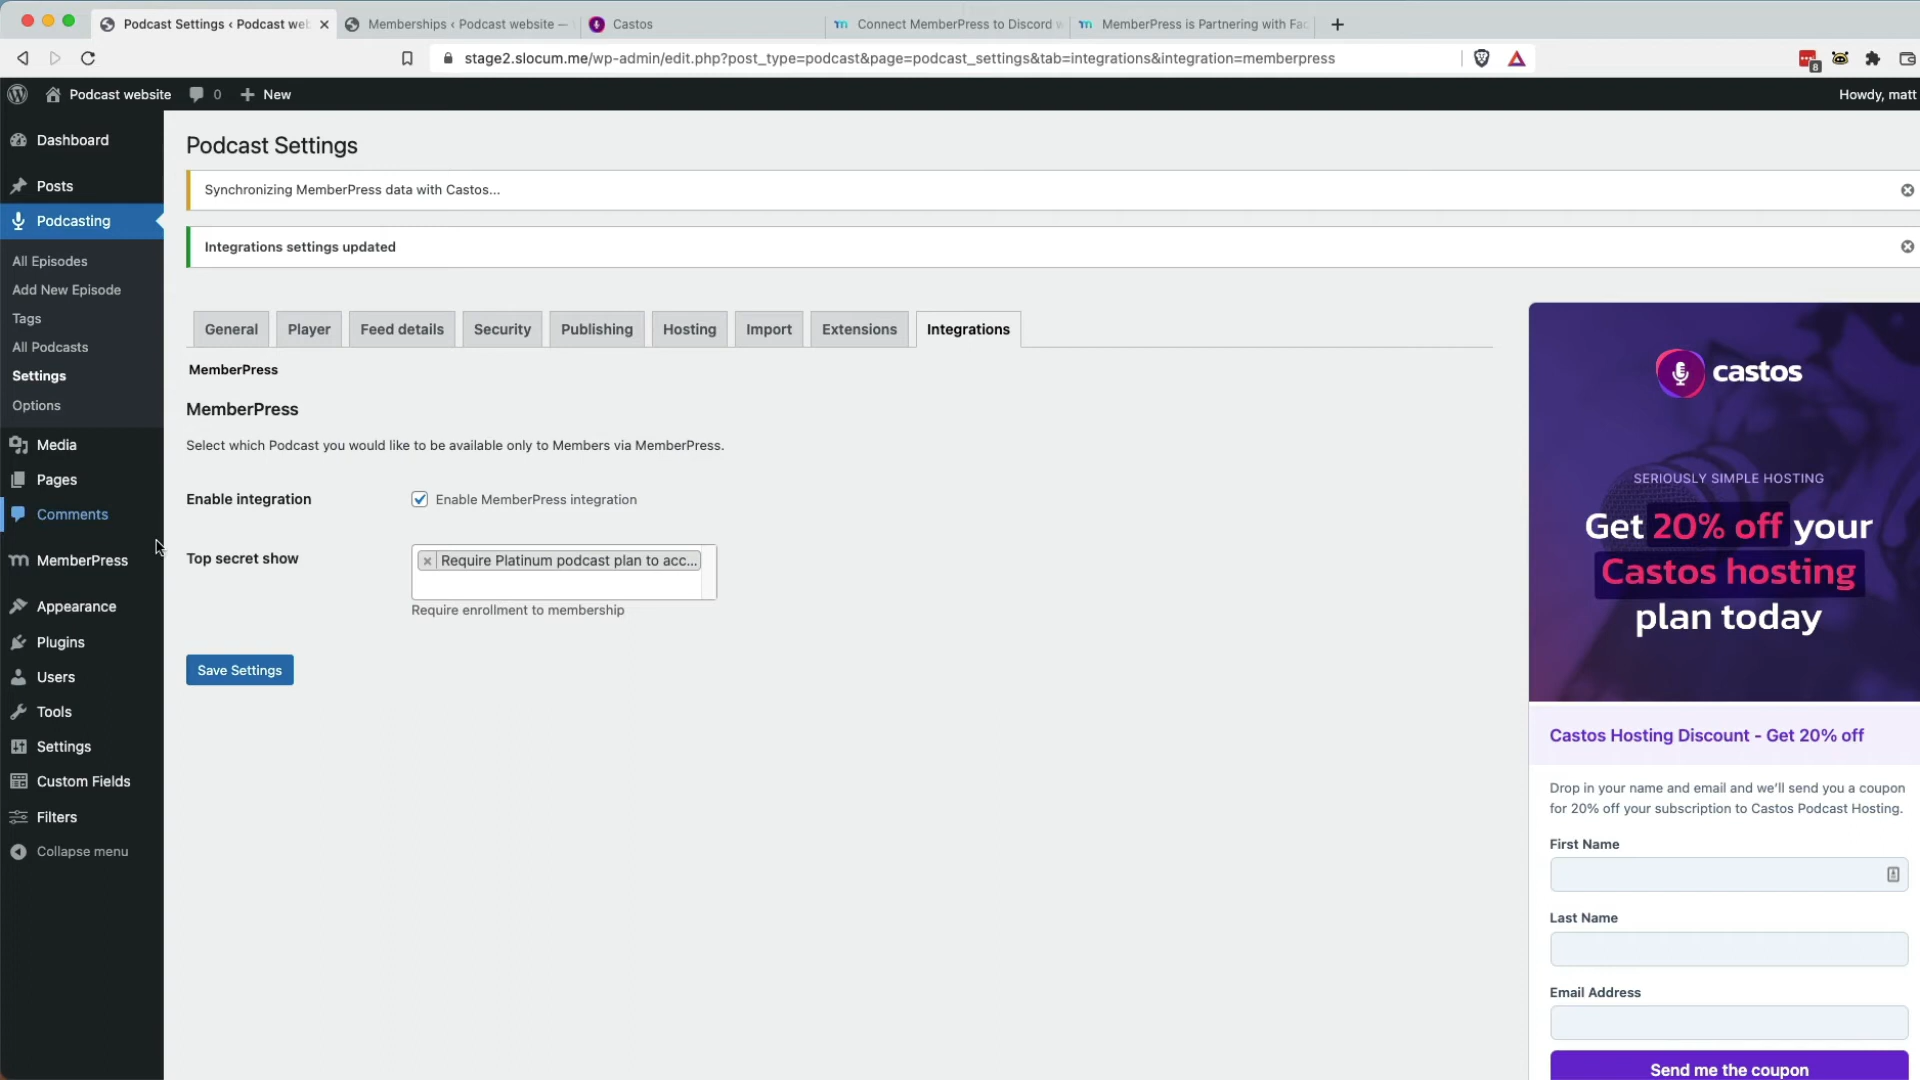 Podcast Settings ‹ Podcast we
Memberships ‹ Podcast website —
Castos
Connect MemberPress to Discord
MemberPress is Partnering with Fac
stage2.slocum.me/wp-admin/edit.php?post_type=podcast&page=podcast_settings&tab=integrations&integration=memberpress
8
Podcast website
0
New
Howdy, matt
Dashboard
Posts
Podcasting
All Episodes
Add New Episode
Tags
All Podcasts
Settings
Options
Media
Pages
Comments
MemberPress
Appearance
Plugins
Users
Tools
Settings
Custom Fields
Filters
Collapse menu
Podcast Settings
Synchronizing MemberPress data with Castos...
Integrations settings updated
General
Player
Feed details
Security
Publishing
Hosting
Import
Extensions
Integrations
MemberPress
MemberPress
Select which Podcast you would like to be available only to Members via MemberPress.
Enable integration
Enable MemberPress integration
Top secret show
× Require Platinum podcast plan to acc...
Require enrollment to membership
Save Settings
castos
SERIOUSLY SIMPLE HOSTING
Get 20% off your
Castos hosting
plan today
Castos Hosting Discount - Get 20% off
Drop in your name and email and we’ll send you a coupon
for 20% off your subscription to Castos Podcast Hosting.
First Name
Last Name
Email Address
Send me the coupon